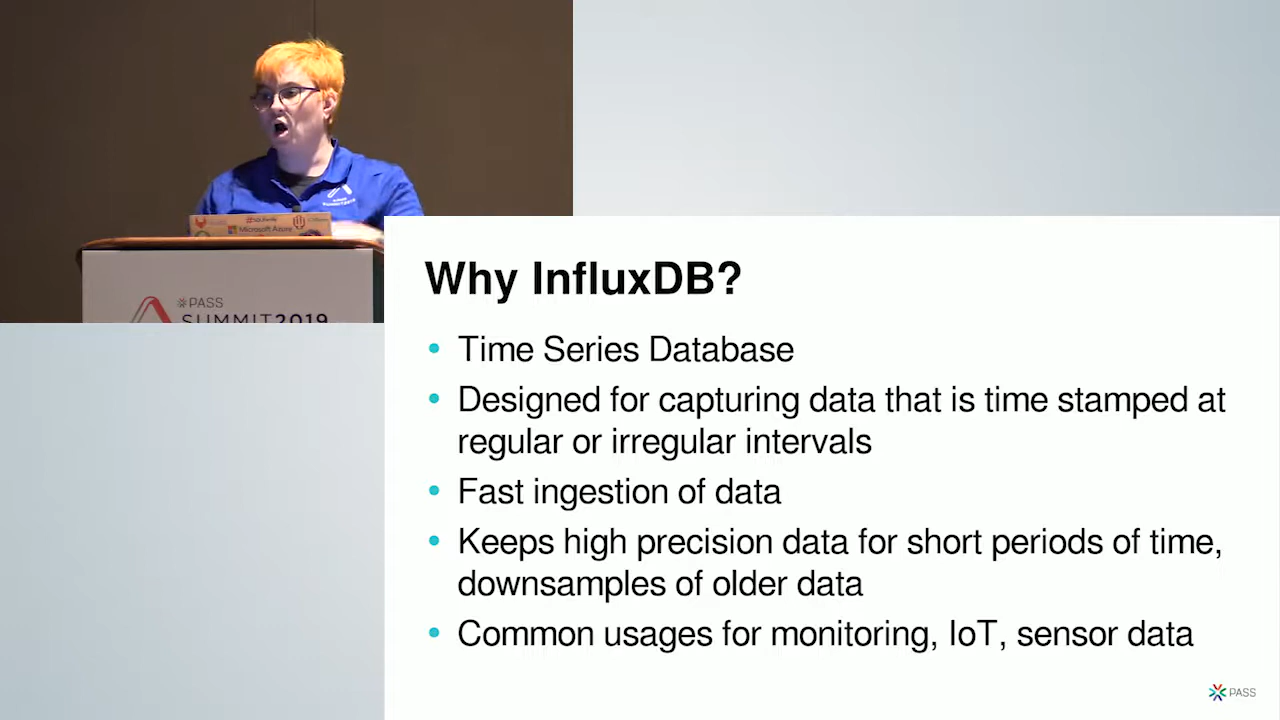 Microsoft Azure
PASS
SUMMIT2019
Why InfluxDB?
Time Series Database
Designed for capturing data that is time stamped at
regular or irregular intervals
Fast ingestion of data
Keeps high precision data for short periods of time,
downsamples of older data
Common usages for monitoring, IoT, sensor data
PASS